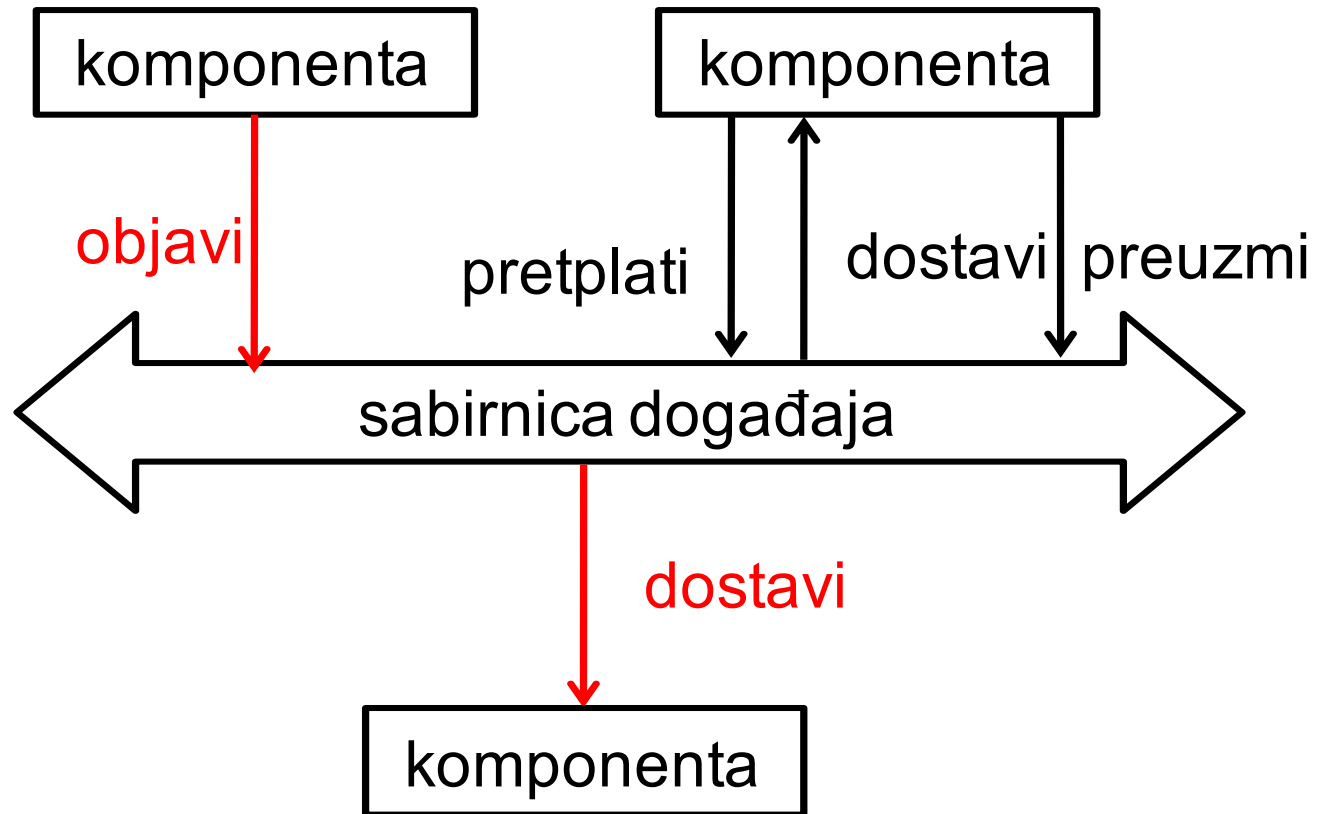 komponenta
komponenta
objavi
pretplati
dostavi
preuzmi
sabirnica događaja
dostavi
komponenta